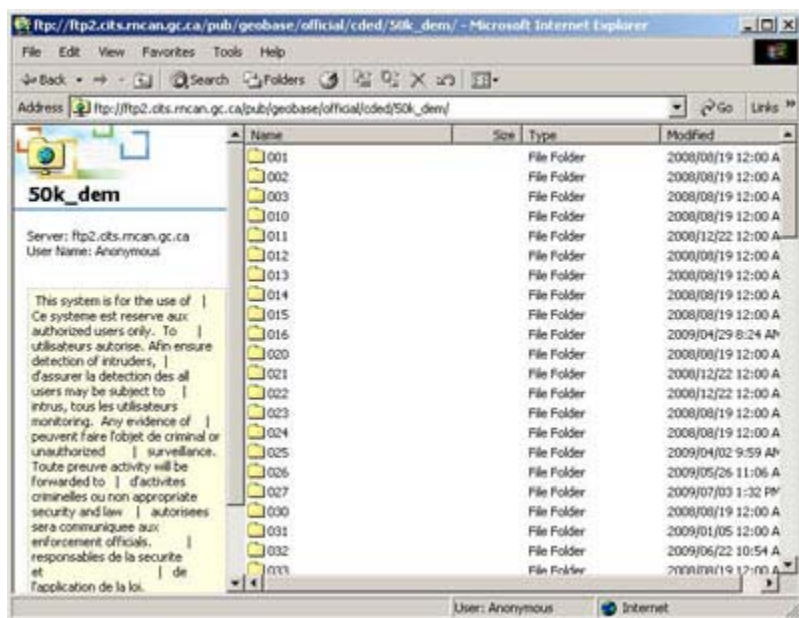 ftp://ftp2.cits.rncan.gc.ca/pub/geobase/official/cded/50k_dem/ - Microsoft Internet Explorer
File Edit View Favorites Tools Help
Back Search Folders
Address ftp://ftp2.cits.rncan.gc.ca/pub/geobase/official/cded/50k_dem/ Go Links »
50k_dem
Server: ftp2.cits.rncan.gc.ca
User Name: Anonymous
This system is for the use of |
Ce systeme est reserve aux
authorized users only. To |
utilisateurs autorise. Afin ensure
detection of intruders, |
d'assurer la detection des all
users may be subject to |
intrus, tous les utilisateurs
monitoring. Any evidence of |
peuvent faire l'objet de criminal or
unauthorized | surveillance.
Toute preuve activity will be
forwarded to | d'activites
criminelles ou non appropriate
security and law | autorisees
sera communiquee aux
enforcement officials. |
responsables de la securite
et | de
l'application de la loi.
Name Size Type Modified
001 File Folder 2008/08/19 12:00 A
002 File Folder 2008/08/19 12:00 A
003 File Folder 2008/08/19 12:00 A
010 File Folder 2008/08/19 12:00 A
011 File Folder 2008/12/22 12:00 A
012 File Folder 2008/08/19 12:00 A
013 File Folder 2008/08/19 12:00 A
014 File Folder 2008/08/19 12:00 A
015 File Folder 2008/08/19 12:00 A
016 File Folder 2009/04/29 8:24 AM
020 File Folder 2008/08/19 12:00 A
021 File Folder 2008/12/22 12:00 A
022 File Folder 2008/12/22 12:00 A
023 File Folder 2008/08/19 12:00 A
024 File Folder 2008/08/19 12:00 A
025 File Folder 2009/04/02 9:59 AM
026 File Folder 2009/05/26 11:06 A
027 File Folder 2009/07/03 1:32 PM
030 File Folder 2008/08/19 12:00 A
031 File Folder 2009/01/05 12:00 A
032 File Folder 2009/06/22 10:54 A
033 File Folder 2008/08/19 12:00 A
User: Anonymous Internet